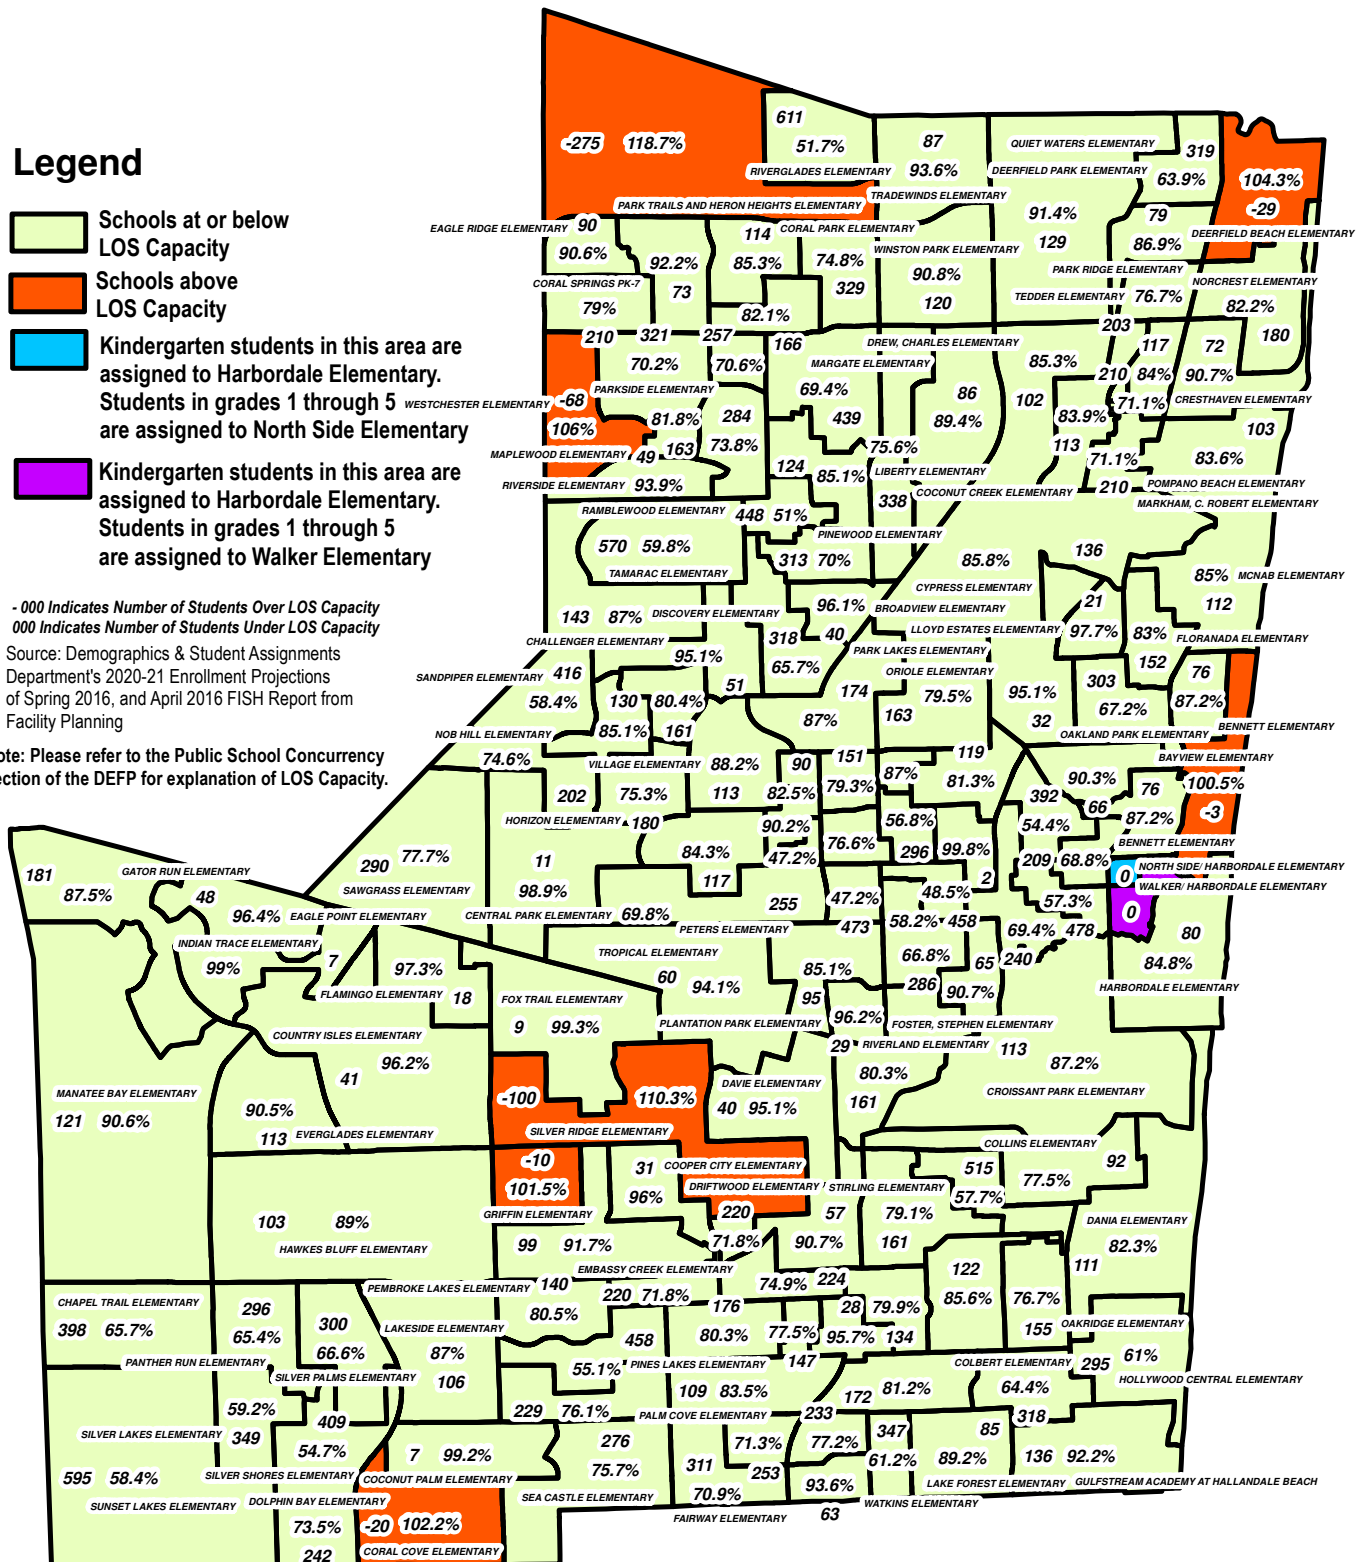 Legend
Schools at or below
LOS Capacity
Schools above
LOS Capacity
Kindergarten students in this area are
assigned to Harbordale Elementary.
Students in grades 1 through 5
are assigned to North Side Elementary
Kindergarten students in this area are
assigned to Harbordale Elementary.
Students in grades 1 through 5
are assigned to Walker Elementary
- 000 Indicates Number of Students Over LOS Capacity
000 Indicates Number of Students Under LOS Capacity
Source: Demographics & Student Assignments
Department's 2020-21 Enrollment Projections
of Spring 2016, and April 2016 FISH Report from
Facility Planning
ote: Please refer to the Public School Concurrency
ection of the DEFP for explanation of LOS Capacity.
611
-275 118.7%
51.7%
87
93.6%
QUIET WATERS ELEMENTARY
319
RIVERGLADES ELEMENTARY
DEERFIELD PARK ELEMENTARY
63.9%
104.3%
-29
PARK TRAILS AND HERON HEIGHTS ELEMENTARY
TRADEWINDS ELEMENTARY
91.4%
129
79
86.9%
DEERFIELD BEACH ELEMENTARY
EAGLE RIDGE ELEMENTARY
90
90.6%
114
CORAL PARK ELEMENTARY
85.3%
92.2%
73
74.8%
329
WINSTON PARK ELEMENTARY
90.8%
120
PARK RIDGE ELEMENTARY
NORCREST ELEMENTARY
CORAL SPRINGS PK-7
79%
82.1%
TEDDER ELEMENTARY
76.7%
82.2%
180
210
321
257
166
203
117
72
DREW, CHARLES ELEMENTARY
70.2%
70.6%
MARGATE ELEMENTARY
85.3%
210
84%
90.7%
PARKSIDE ELEMENTARY
69.4%
86
102
71.1%
CRESTHAVEN ELEMENTARY
WESTCHESTER ELEMENTARY
-68
106%
81.8%
284
439
89.4%
83.9%
103
MAPLEWOOD ELEMENTARY
49
163
73.8%
75.6%
113
71.1%
83.6%
124
85.1%
LIBERTY ELEMENTARY
RIVERSIDE ELEMENTARY
93.9%
338
COCONUT CREEK ELEMENTARY
210
POMPANO BEACH ELEMENTARY
RAMBLEWOOD ELEMENTARY
448 51%
MARKHAM, C. ROBERT ELEMENTARY
PINEWOOD ELEMENTARY
570 59.8%
313 70%
85.8%
136
TAMARAC ELEMENTARY
CYPRESS ELEMENTARY
85%
MCNAB ELEMENTARY
112
143 87%
DISCOVERY ELEMENTARY
96.1%
BROADVIEW ELEMENTARY
21
CHALLENGER ELEMENTARY
318
40
LLOYD ESTATES ELEMENTARY
97.7%
83%
FLORANADA ELEMENTARY
95.1%
65.7%
PARK LAKES ELEMENTARY
152
SANDPIPER ELEMENTARY
416
ORIOLE ELEMENTARY
303
76
58.4%
130
80.4%
51
174
79.5%
95.1%
67.2%
87.2%
85.1%
161
87%
163
32
BENNETT ELEMENTARY
NOB HILL ELEMENTARY
OAKLAND PARK ELEMENTARY
74.6%
VILLAGE ELEMENTARY
88.2%
90
151
119
BAYVIEW ELEMENTARY
87%
90.3%
76
100.5%
202
75.3%
113
82.5%
79.3%
81.3%
392
66
-3
HORIZON ELEMENTARY
180
90.2%
56.8%
54.4%
87.2%
76.6%
BENNETT ELEMENTARY
290 77.7%
11
84.3%
47.2%
296
99.8%
209
68.8%
NORTH SIDE/ HARBORDALE ELEMENTARY
181
GATOR RUN ELEMENTARY
SAWGRASS ELEMENTARY
98.9%
117
2
0
WALKER/ HARBORDALE ELEMENTARY
87.5%
48
255
47.2%
48.5%
57.3%
0
96.4%
EAGLE POINT ELEMENTARY
CENTRAL PARK ELEMENTARY
69.8%
PETERS ELEMENTARY
473
58.2%
458
69.4%
478
80
INDIAN TRACE ELEMENTARY
TROPICAL ELEMENTARY
66.8%
84.8%
99%
7
97.3%
60
94.1%
85.1%
65
240
FLAMINGO ELEMENTARY
18
FOX TRAIL ELEMENTARY
95
286
90.7%
HARBORDALE ELEMENTARY
9 99.3%
PLANTATION PARK ELEMENTARY
96.2%
FOSTER, STEPHEN ELEMENTARY
COUNTRY ISLES ELEMENTARY
29
RIVERLAND ELEMENTARY
113
96.2%
80.3%
87.2%
41
DAVIE ELEMENTARY
MANATEE BAY ELEMENTARY
-100
110.3%
161
CROISSANT PARK ELEMENTARY
121 90.6%
90.5%
40 95.1%
113
EVERGLADES ELEMENTARY
SILVER RIDGE ELEMENTARY
COLLINS ELEMENTARY
-10
31
COOPER CITY ELEMENTARY
515
92
101.5%
96%
DRIFTWOOD ELEMENTARY
STIRLING ELEMENTARY
57.7%
77.5%
GRIFFIN ELEMENTARY
220
57
79.1%
DANIA ELEMENTARY
103 89%
99 91.7%
71.8%
90.7%
161
82.3%
HAWKES BLUFF ELEMENTARY
111
EMBASSY CREEK ELEMENTARY
122
PEMBROKE LAKES ELEMENTARY
140
74.9%
224
85.6%
76.7%
CHAPEL TRAIL ELEMENTARY
296
80.5%
220 71.8%
176
28
79.9%
398 65.7%
65.4%
300
LAKESIDE ELEMENTARY
458
80.3%
77.5%
95.7%
134
155
OAKRIDGE ELEMENTARY
66.6%
87%
147
PANTHER RUN ELEMENTARY
55.1%
PINES LAKES ELEMENTARY
COLBERT ELEMENTARY
295
61%
SILVER PALMS ELEMENTARY
106
109 83.5%
172
81.2%
64.4%
HOLLYWOOD CENTRAL ELEMENTARY
59.2%
409
229 76.1%
PALM COVE ELEMENTARY
233
318
SILVER LAKES ELEMENTARY
349
54.7%
276
71.3%
77.2%
347
85
595 58.4%
7 99.2%
75.7%
311
253
61.2%
89.2%
136 92.2%
SILVER SHORES ELEMENTARY
COCONUT PALM ELEMENTARY
70.9%
93.6%
LAKE FOREST ELEMENTARY
GULFSTREAM ACADEMY AT HALLANDALE BEACH
SUNSET LAKES ELEMENTARY
DOLPHIN BAY ELEMENTARY
SEA CASTLE ELEMENTARY
WATKINS ELEMENTARY
73.5%
-20 102.2%
FAIRWAY ELEMENTARY
63
242
CORAL COVE ELEMENTARY